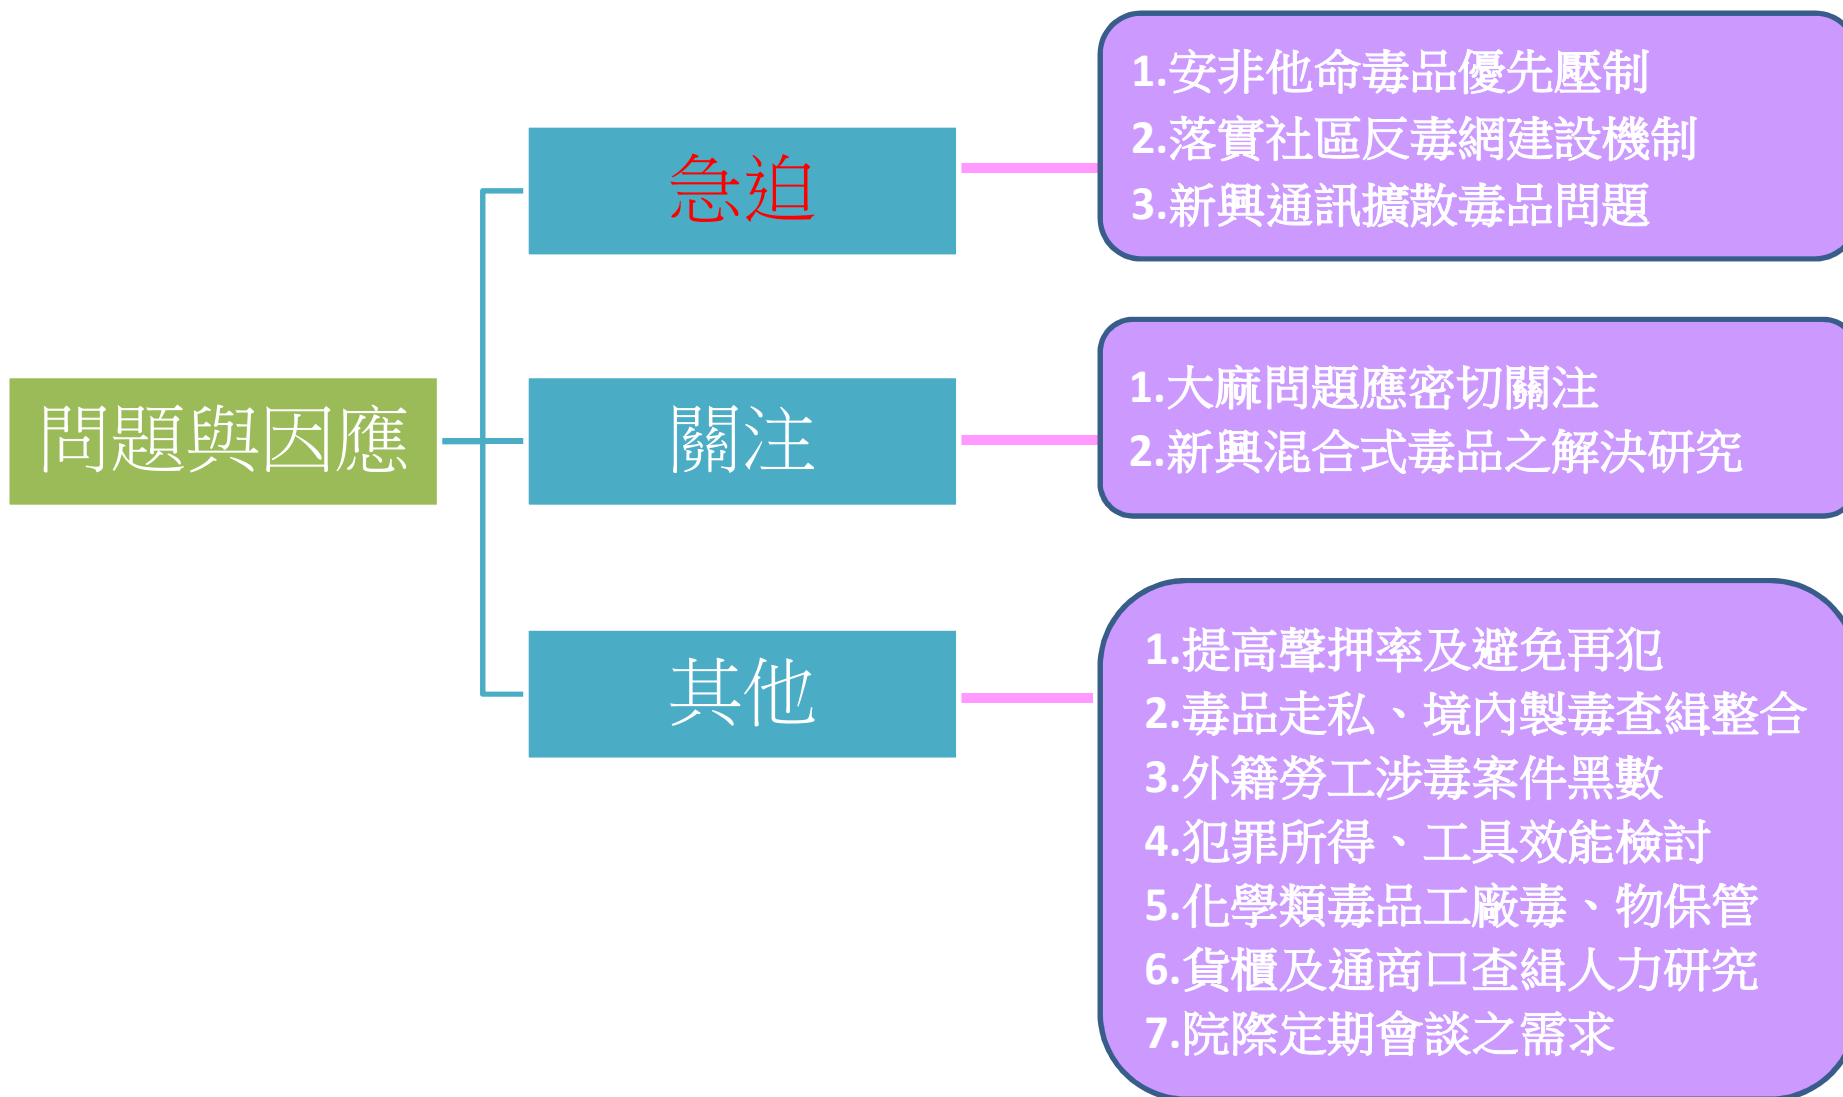 問題與因應
急迫
1.安非他命毒品優先壓制
2.落實社區反毒網建設機制
3.新興通訊擴散毒品問題
關注
1.大麻問題應密切關注
2.新興混合式毒品之解決研究
其他
1.提高聲押率及避免再犯
2.毒品走私、境內製毒查緝整合
3.外籍勞工涉毒案件黑數
4.犯罪所得、工具效能檢討
5.化學類毒品工廠毒、物保管
6.貨櫃及通商口查緝人力研究
7.院際定期會談之需求